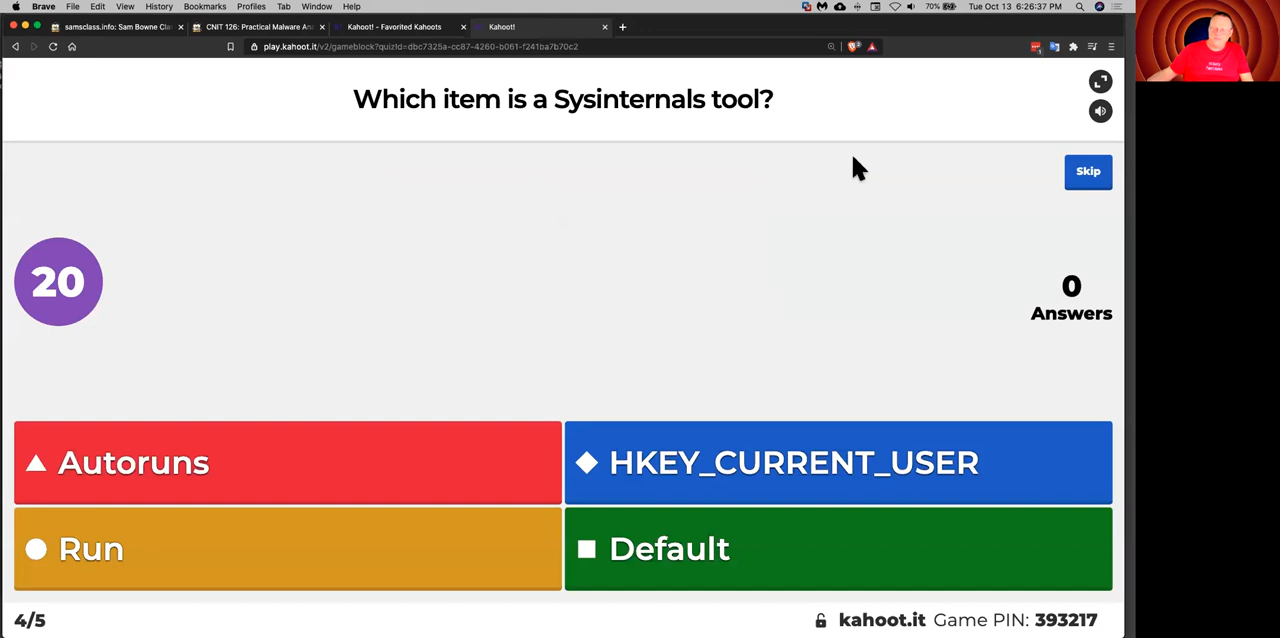 Brave File Edit View History Bookmarks Profiles Tab Window Help 70% Tue Oct 13 6:26:37 PM
samsclass.info: Sam Bowne Cla CNIT 126: Practical Malware An Kahoot! - Favorited Kahoots Kahoot!
play.kahoot.it/v2/gameblock?quizId=dbc7325a-cc87-4260-b061-f241ba7b70c2
Which item is a Sysinternals tool?
Skip
20
0
Answers
Autoruns
HKEY_CURRENT_USER
Run
Default
4/5
kahoot.it Game PIN: 393217